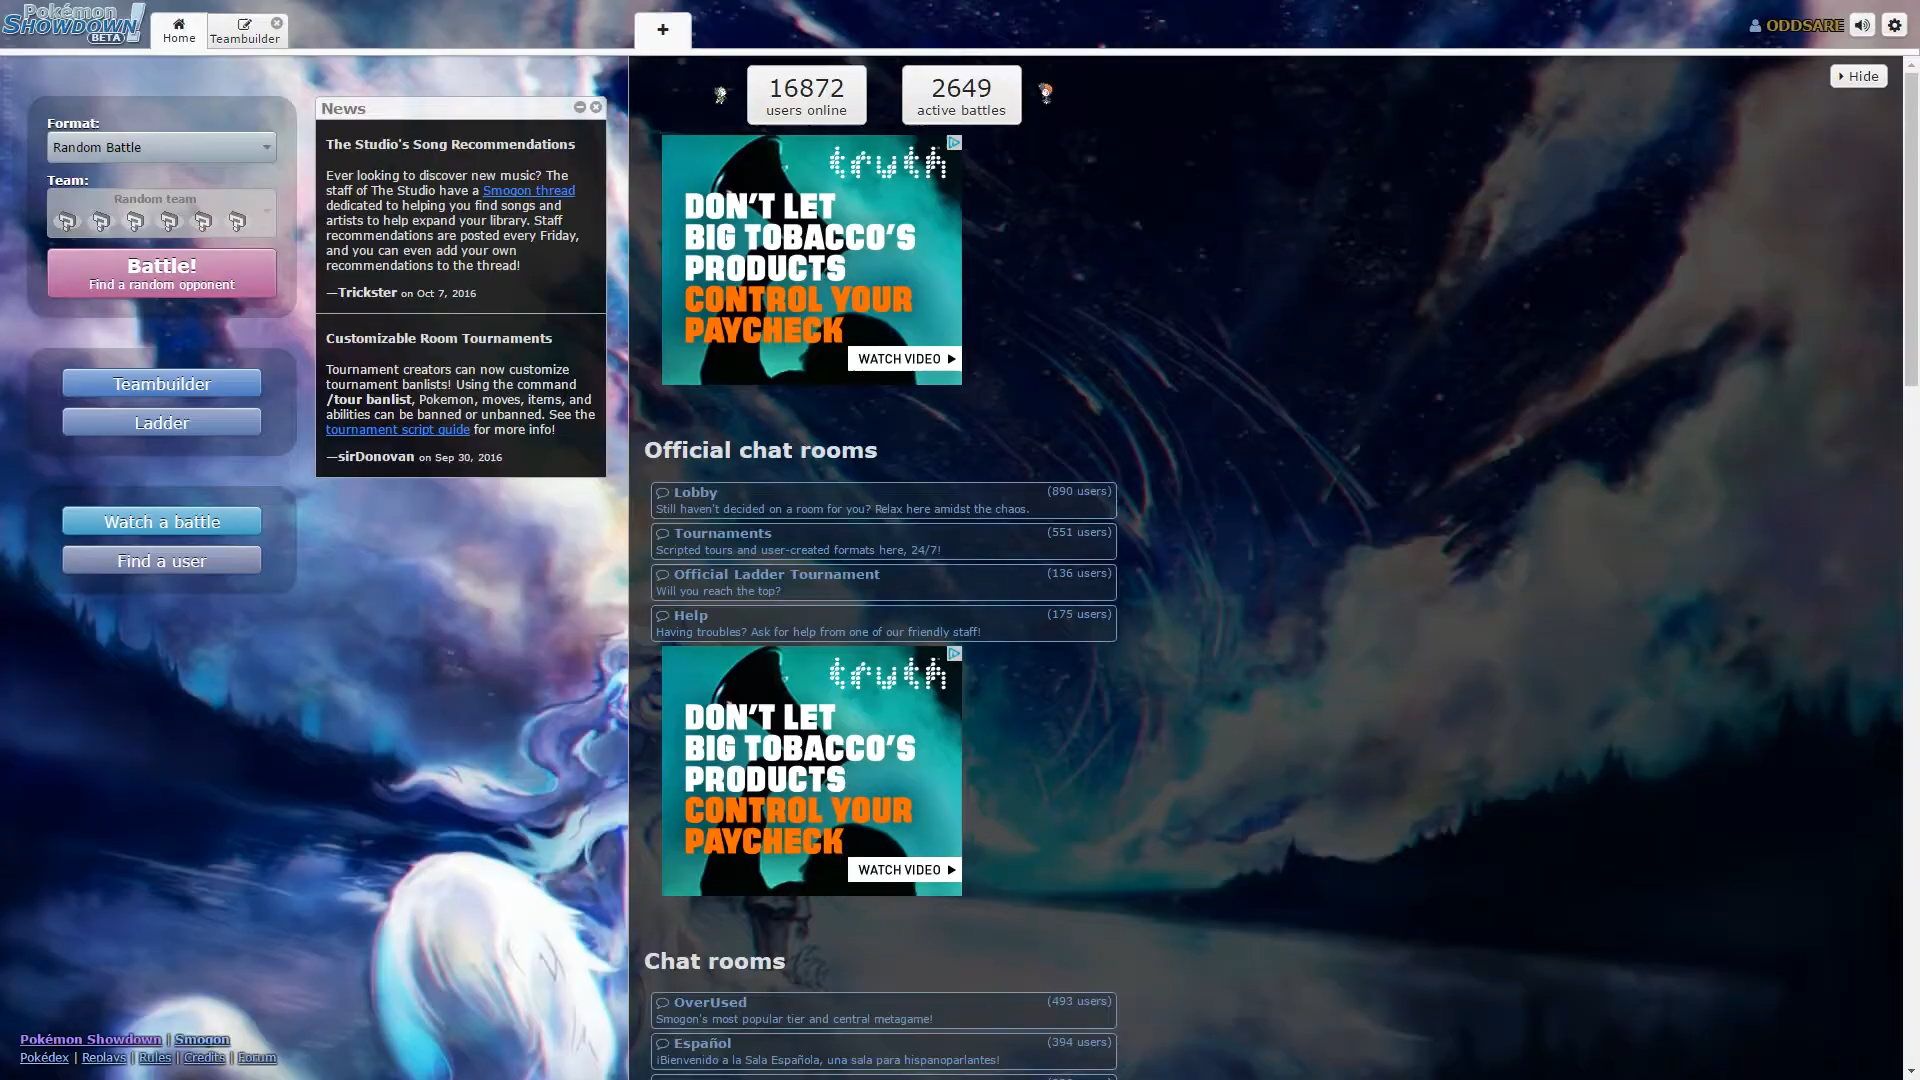 Pokémon
SHOWDOWN!
BETA
Home
Teambuilder
+
ODDSARE
Format:
Random Battle
Team:
Random team
Battle!
Find a random opponent
Teambuilder
Ladder
Watch a battle
Find a user
News
The Studio's Song Recommendations
Ever looking to discover new music? The
staff of The Studio have a Smogon thread
dedicated to helping you find songs and
artists to help expand your library. Staff
recommendations are posted every Friday,
and you can even add your own
recommendations to the thread!
—Trickster on Oct 7, 2016
Customizable Room Tournaments
Tournament creators can now customize
tournament banlists! Using the command
/tour banlist, Pokemon, moves, items, and
abilities can be banned or unbanned. See the
tournament script guide for more info!
—sirDonovan on Sep 30, 2016
Pokémon Showdown | Smogon
Pokédex | Replays | Rules | Credits | Forum
16872
users online
2649
active battles
Hide
truth
DON'T LET
BIG TOBACCO'S
PRODUCTS
CONTROL YOUR
PAYCHECK
WATCH VIDEO
Official chat rooms
Lobby (890 users)
Still haven't decided on a room for you? Relax here amidst the chaos.
Tournaments (551 users)
Scripted tours and user-created formats here, 24/7!
Official Ladder Tournament (136 users)
Will you reach the top?
Help (175 users)
Having troubles? Ask for help from one of our friendly staff!
truth
DON'T LET
BIG TOBACCO'S
PRODUCTS
CONTROL YOUR
PAYCHECK
WATCH VIDEO
Chat rooms
OverUsed (493 users)
Smogon's most popular tier and central metagame!
Español (394 users)
¡Bienvenido a la Sala Española, una sala para hispanoparlantes!